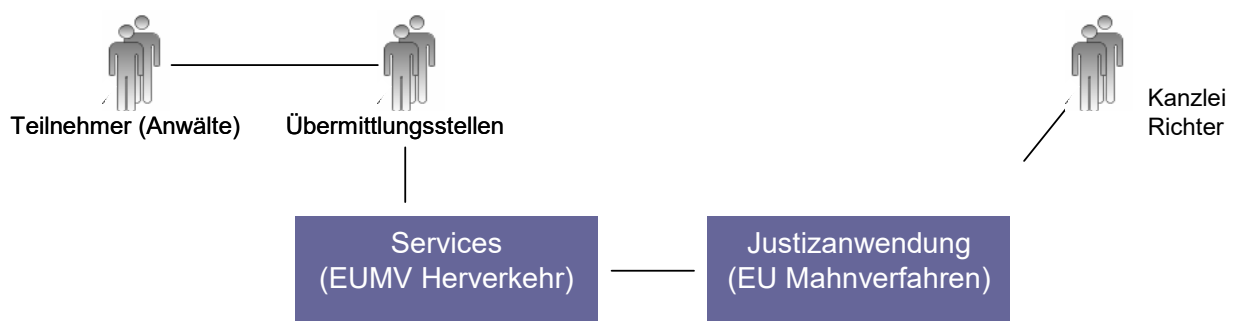 Kanzlei
Richter
Teilnehmer (Anwälte) Übermittlungsstellen
Services
(EUMV Herverkehr)
Justizanwendung
(EU Mahnverfahren)